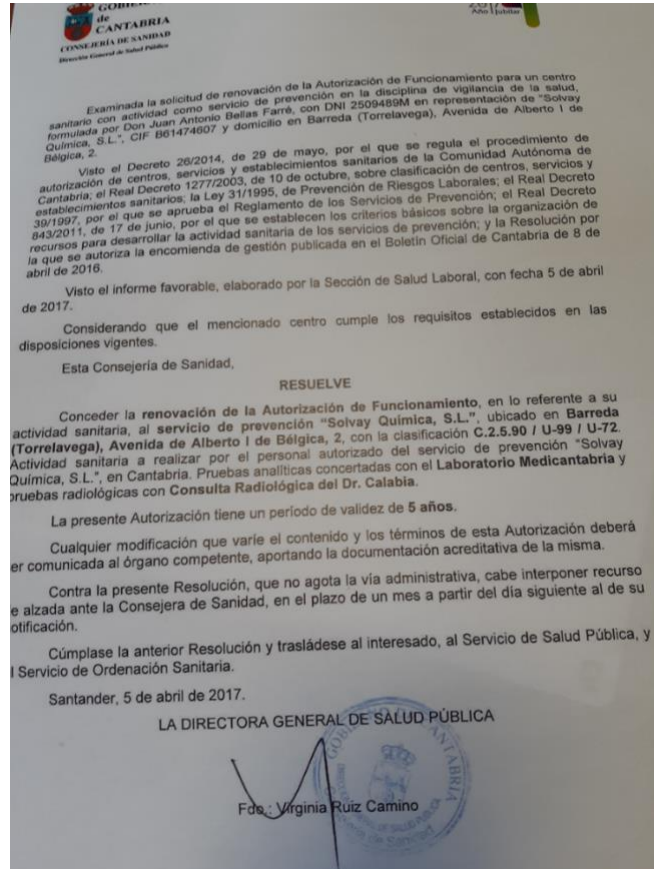 GOBIERNO
de
CANTABRIA
CONSEJERÍA DE SANIDAD
Dirección General de Salud Pública
2017
Año Jubilar
Examinada la solicitud de renovación de la Autorización de Funcionamiento para un centro
sanitario con actividad como servicio de prevención en la disciplina de vigilancia de la salud,
formulada por Don Juan Antonio Bellas Farré, con DNI 2509489M en representación de "Solvay
Química, S.L.", CIF B61474607 y domicilio en Barreda (Torrelavega), Avenida de Alberto I de
Bélgica, 2.
Visto el Decreto 26/2014, de 29 de mayo, por el que se regula el procedimiento de
autorización de centros, servicios y establecimientos sanitarios de la Comunidad Autónoma de
Cantabria; el Real Decreto 1277/2003, de 10 de octubre, sobre clasificación de centros, servicios y
establecimientos sanitarios; la Ley 31/1995, de Prevención de Riesgos Laborales; el Real Decreto
39/1997, por el que se aprueba el Reglamento de los Servicios de Prevención; el Real Decreto
843/2011, de 17 de junio, por el que se establecen los criterios básicos sobre la organización de
recursos para desarrollar la actividad sanitaria de los servicios de prevención; y la Resolución por
la que se autoriza la encomienda de gestión publicada en el Boletín Oficial de Cantabria de 8 de
abril de 2016.
Visto el informe favorable, elaborado por la Sección de Salud Laboral, con fecha 5 de abril
de 2017.
Considerando que el mencionado centro cumple los requisitos establecidos en las
disposiciones vigentes.
Esta Consejería de Sanidad,
RESUELVE
Conceder la renovación de la Autorización de Funcionamiento, en lo referente a su
actividad sanitaria, al servicio de prevención "Solvay Química, S.L.", ubicado en Barreda
(Torrelavega), Avenida de Alberto I de Bélgica, 2, con la clasificación C.2.5.90 / U-99 / U-72.
Actividad sanitaria a realizar por el personal autorizado del servicio de prevención "Solvay
Química, S.L.", en Cantabria. Pruebas analíticas concertadas con el Laboratorio Medicantabria y
pruebas radiológicas con Consulta Radiológica del Dr. Calabia.
La presente Autorización tiene un período de validez de 5 años.
Cualquier modificación que varíe el contenido y los términos de esta Autorización deberá
er comunicada al órgano competente, aportando la documentación acreditativa de la misma.
Contra la presente Resolución, que no agota la vía administrativa, cabe interponer recurso
e alzada ante la Consejera de Sanidad, en el plazo de un mes a partir del día siguiente al de su
otificación.
Cúmplase la anterior Resolución y trasládese al interesado, al Servicio de Salud Pública, y
l Servicio de Ordenación Sanitaria.
Santander, 5 de abril de 2017.
LA DIRECTORA GENERAL DE SALUD PÚBLICA
GOBIERNO DE CANTABRIA
Fdo.: Virginia Ruiz Camino